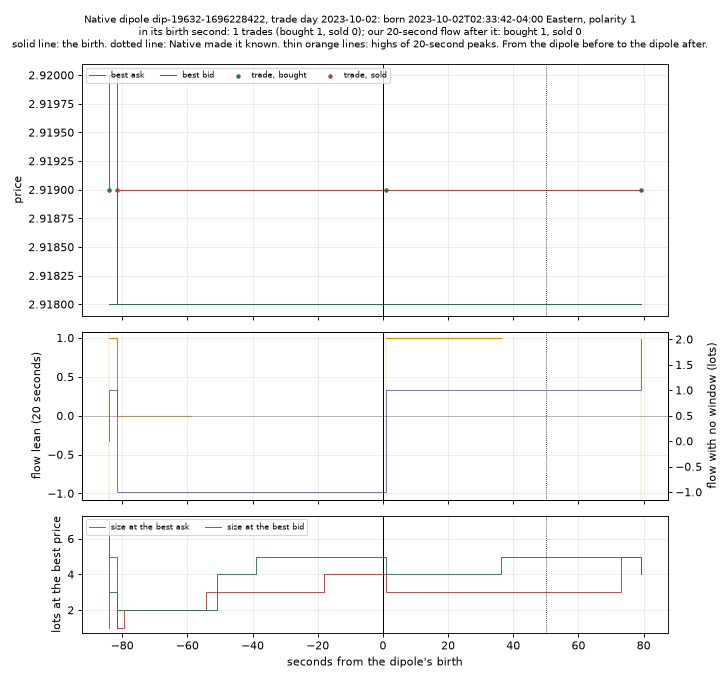 Native dipole dip-19632-1696228422, trade day 2023-10-02: born 2023-10-02T02:33:42-04:00 Eastern, polarity 1
in its birth second: 1 trades (bought 1, sold 0); our 20-second flow after it: bought 1, sold 0
solid line: the birth. dotted line: Native made it known. thin orange lines: highs of 20-second peaks. From the dipole before to the dipole after.
best ask
best bid
trade, bought
trade, sold
2.92000
2.91975
2.91950
2.91925
2.91900
2.91875
2.91850
2.91825
2.91800
price
1.0
0.5
0.0
−0.5
−1.0
flow lean (20 seconds)
2.0
1.5
1.0
0.5
0.0
−0.5
−1.0
flow with no window (lots)
size at the best ask
size at the best bid
6
4
2
lots at the best price
−80
−60
−40
−20
0
20
40
60
80
seconds from the dipole's birth